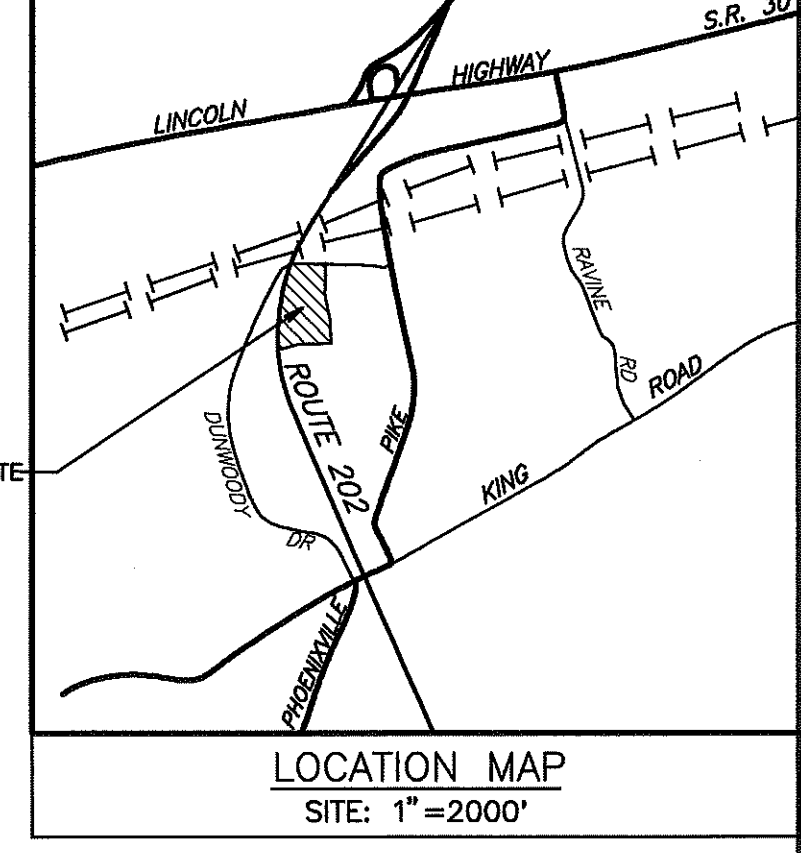 S.R. 30
LINCOLN HIGHWAY
RAVINE RD
ROUTE 202
DUNWOODY DR
PIKE
KING ROAD
PHOENIXVILLE
LOCATION MAP
SITE: 1"=2000'